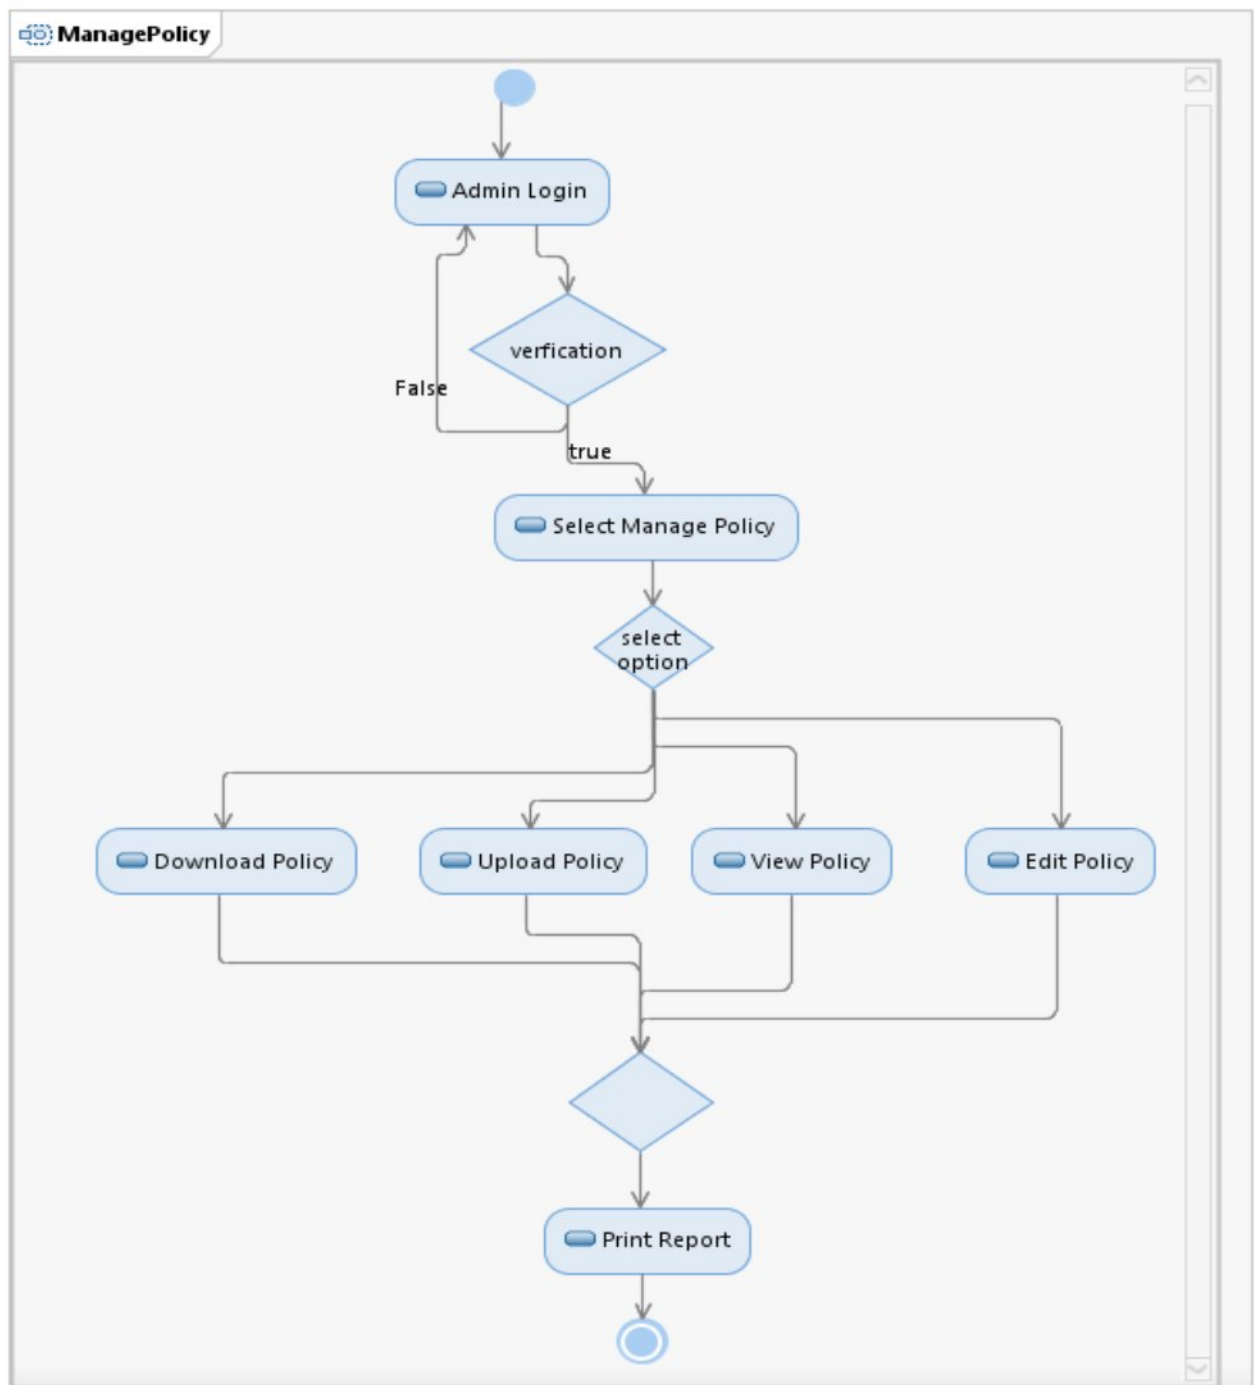 ManagePolicy
Admin Login
verfication
False
true
Select Manage Policy
select
option
Download Policy
Upload Policy
View Policy
Edit Policy
Print Report